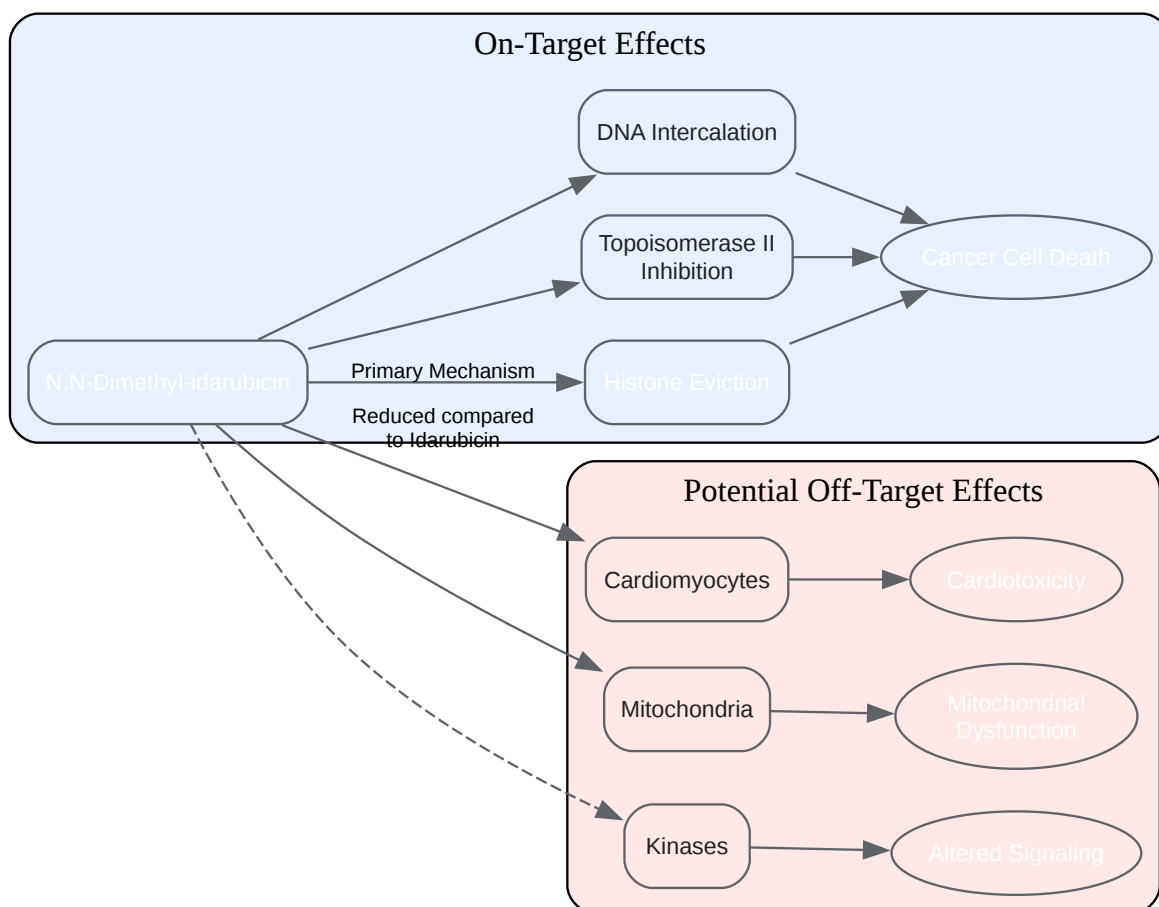 On-Target Effects
DNA Intercalation
Topoisomerase II
Inhibition
Cancer Cell Death
N,N-Dimethyl-idarubicin
Primary Mechanism
Histone Eviction
Reduced compared
to Idarubicin
Potential Off-Target Effects
Cardiomyocytes
Cardiotoxicity
Mitochondria
Mitochondrial
Dysfunction
Kinases
Altered Signaling